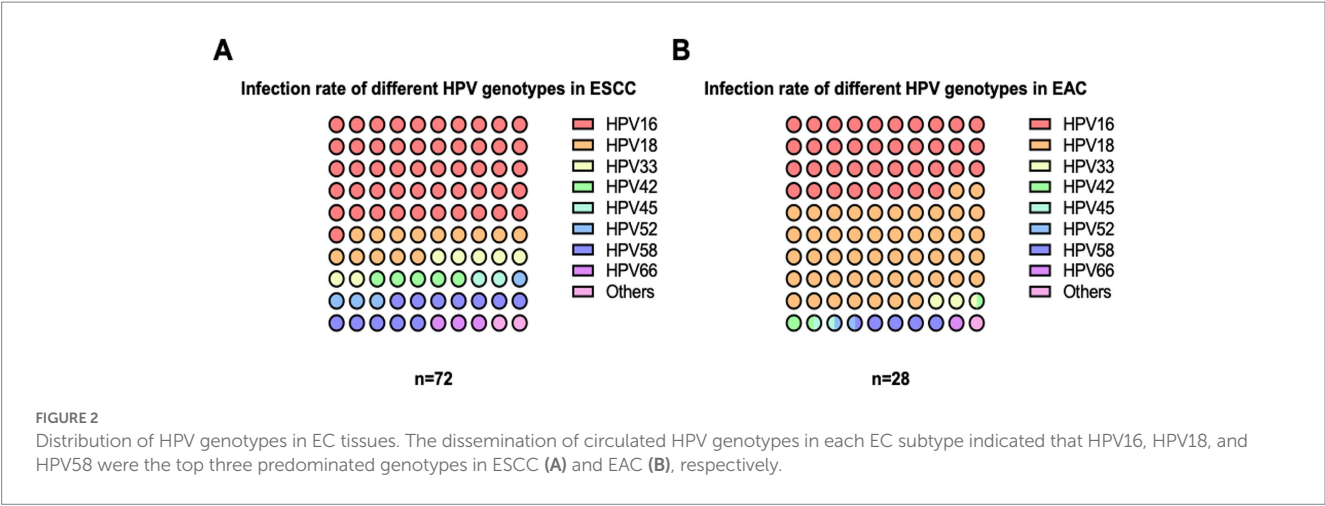 A
Infection rate of different HPV genotypes in ESCC
HPV16
HPV18
HPV33
HPV42
HPV45
HPV52
HPV58
HPV66
Others
n=72
B
Infection rate of different HPV genotypes in EAC
HPV16
HPV18
HPV33
HPV42
HPV45
HPV52
HPV58
HPV66
Others
n=28
FIGURE 2
Distribution of HPV genotypes in EC tissues. The dissemination of circulated HPV genotypes in each EC subtype indicated that HPV16, HPV18, and
HPV58 were the top three predominated genotypes in ESCC (A) and EAC (B), respectively.